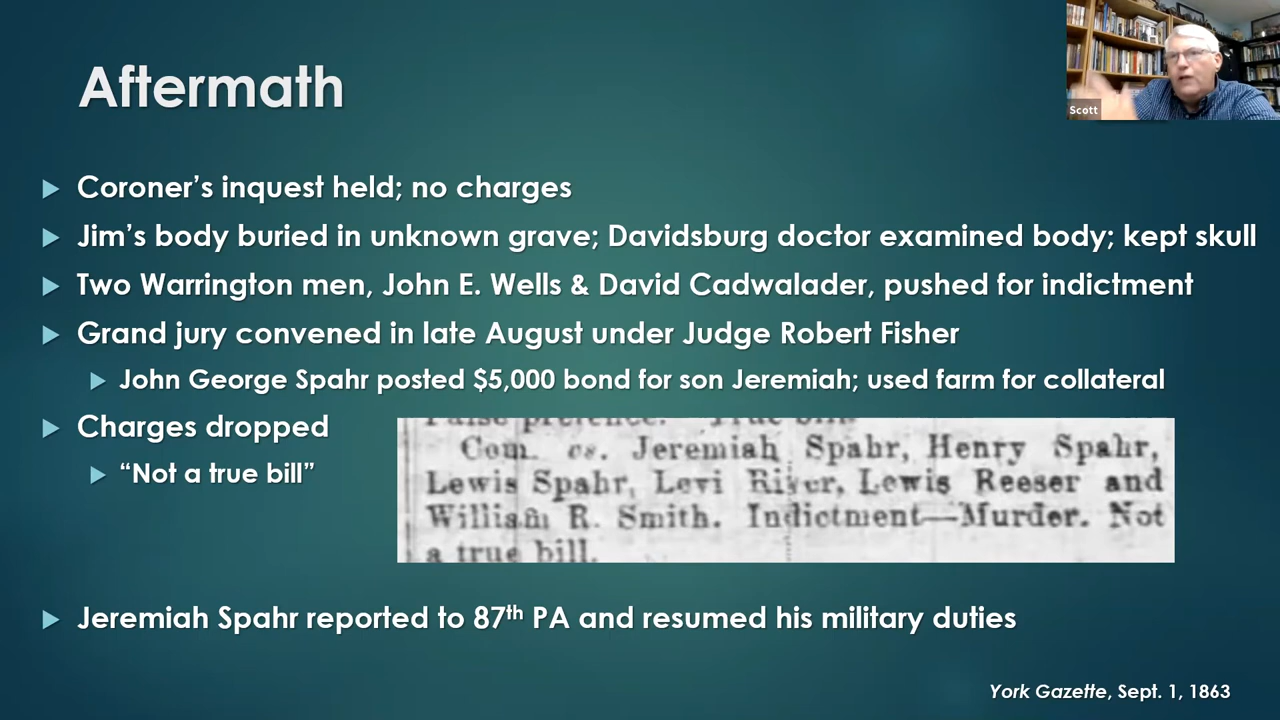 Aftermath
Scott
Coroner’s inquest held; no charges
Jim’s body buried in unknown grave; Davidsburg doctor examined body; kept skull
Two Warrington men, John E. Wells & David Cadwalader, pushed for indictment
Grand jury convened in late August under Judge Robert Fisher
John George Spahr posted $5,000 bond for son Jeremiah; used farm for collateral
Charges dropped
“Not a true bill”
Com. vs. Jeremiah Spahr, Henry Spahr,
Lewis Spahr, Levi Lewis Reeser and
William R. Smith. Indictment—Murder. Not
a true bill.
Jeremiah Spahr reported to 87th PA and resumed his military duties
York Gazette, Sept. 1, 1863